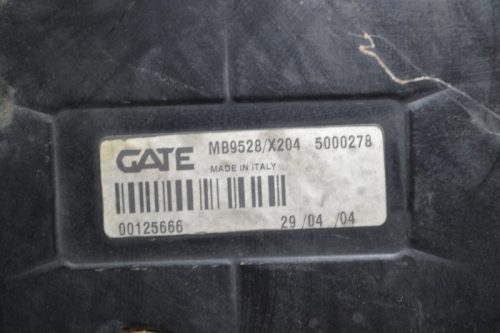 GATE MB9528/X204 5000278
MADE IN ITALY
00125666 29/04/04